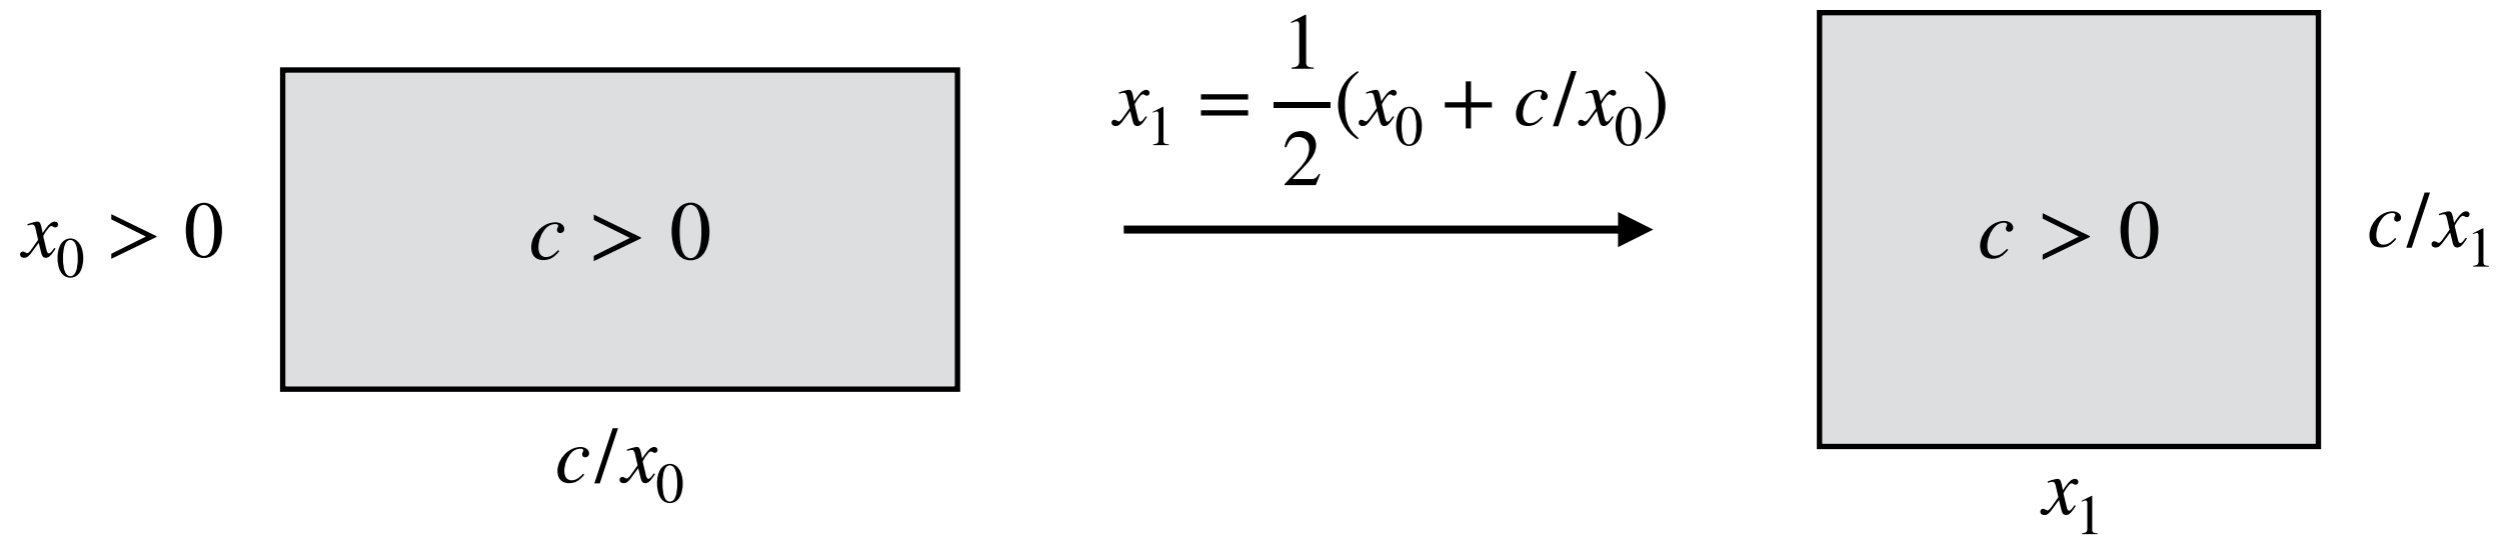 x₀ > 0
c > 0
c/x₀
x₁ = 1/2(x₀ + c/x₀)
c > 0
c/x₁
x₁